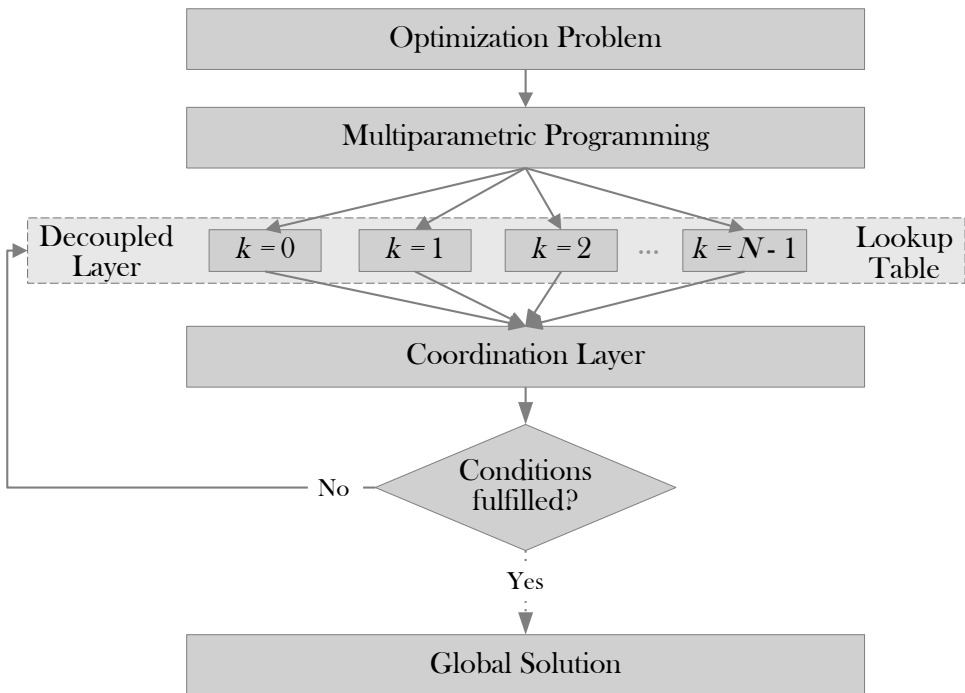 Optimization Problem
Multiparametric Programming
Decoupled
Layer
k = 0
k = 1
k = 2
...
k = N - 1
Lookup
Table
Coordination Layer
Conditions
fulfilled?
No
Yes
Global Solution